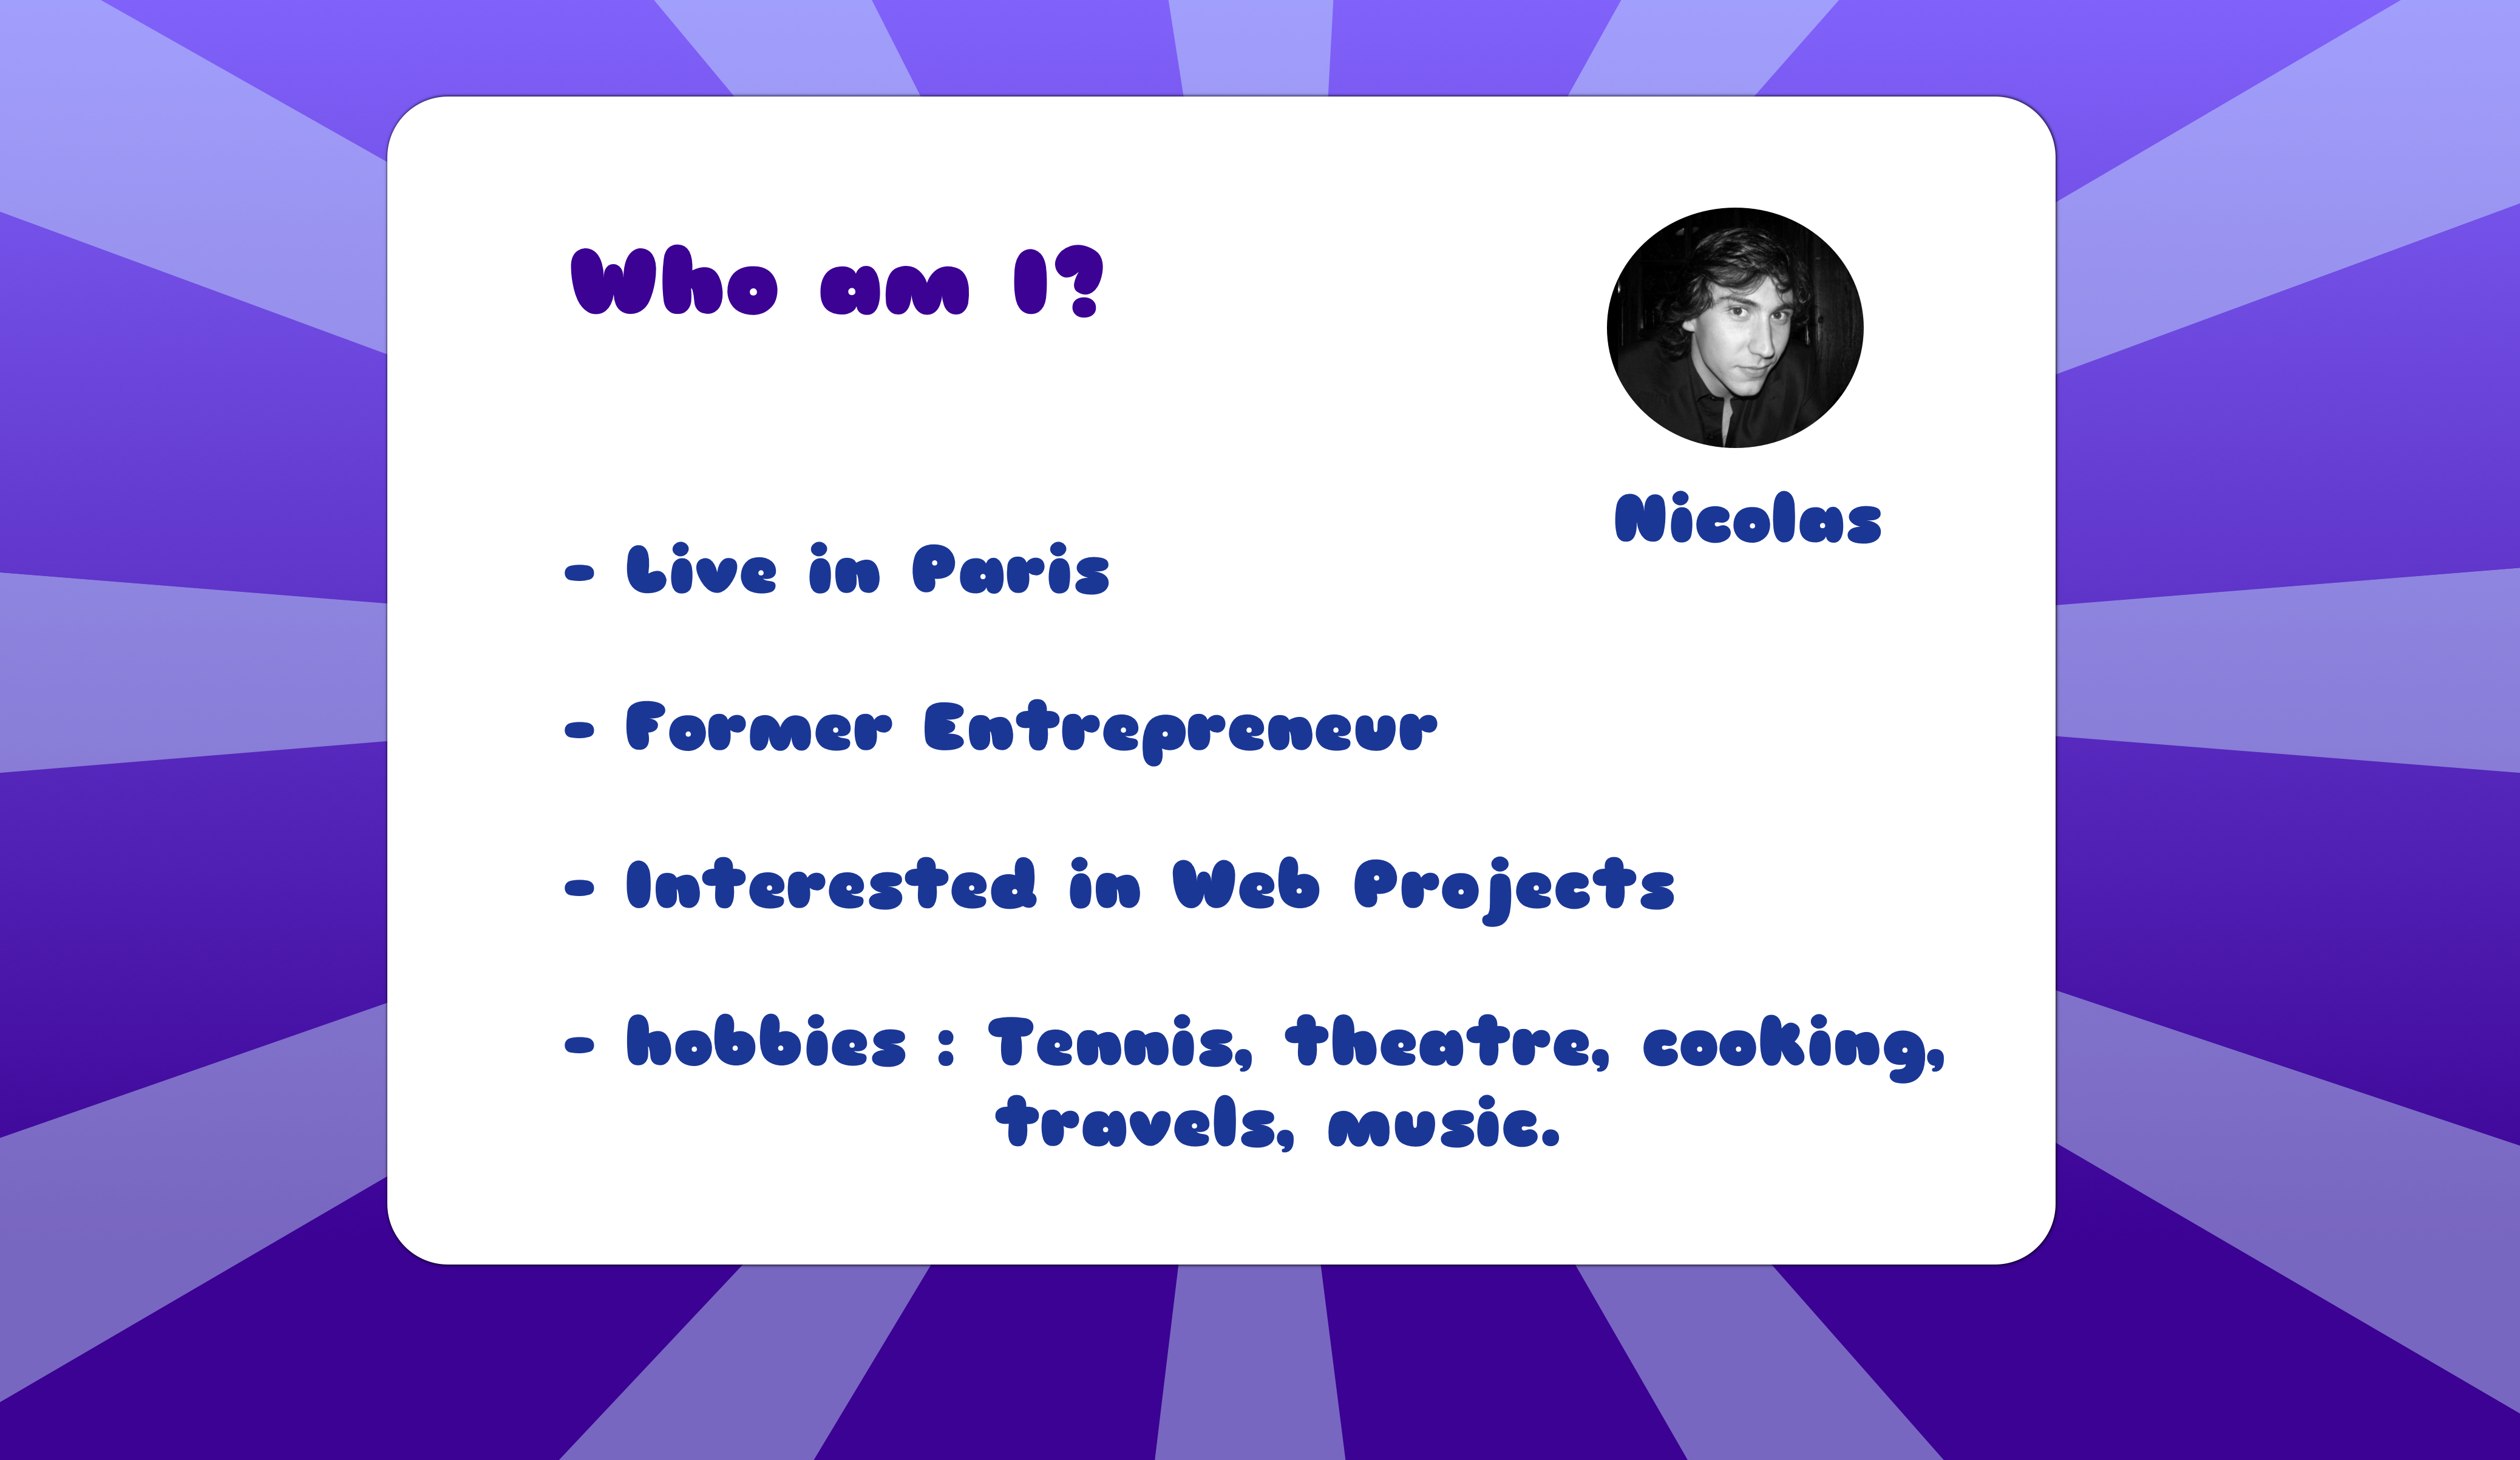 Who am I?
Nicolas
- Live in Paris
- Former Entrepreneur
- Interested in Web Projects
- hobbies : Tennis, theatre, cooking,
travels, music.